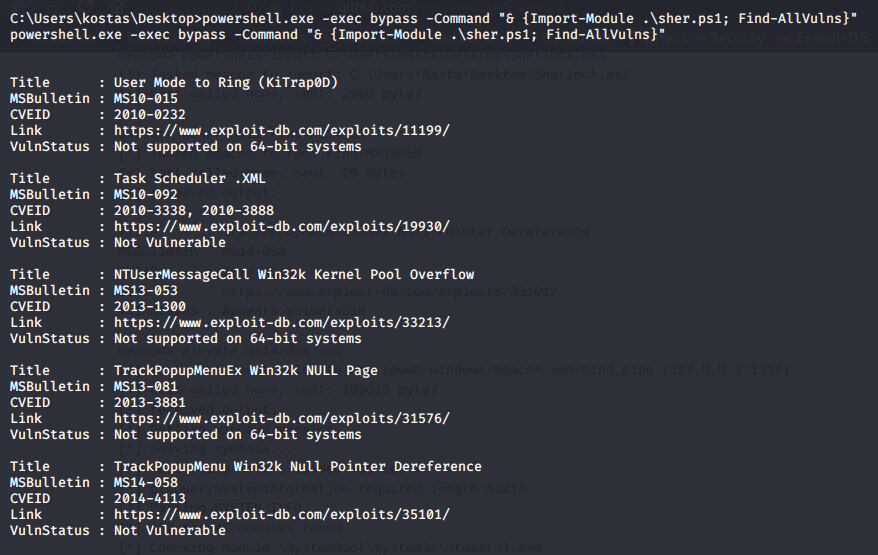 C:\Users\kostas\Desktop>powershell.exe -exec bypass -Command "& {Import-Module .\sher.ps1; Find-AllVulns}"
powershell.exe -exec bypass -Command "& {Import-Module .\sher.ps1; Find-AllVulns}"
Title : User Mode to Ring (KiTrap0D)
MSBulletin : MS10-015
CVEID : 2010-0232
Link : https://www.exploit-db.com/exploits/11199/
VulnStatus : Not supported on 64-bit systems
Title : Task Scheduler .XML
MSBulletin : MS10-092
CVEID : 2010-3338, 2010-3888
Link : https://www.exploit-db.com/exploits/19930/
VulnStatus : Not Vulnerable
Title : NTUserMessageCall Win32k Kernel Pool Overflow
MSBulletin : MS13-053
CVEID : 2013-1300
Link : https://www.exploit-db.com/exploits/33213/
VulnStatus : Not supported on 64-bit systems
Title : TrackPopupMenuEx Win32k NULL Page
MSBulletin : MS13-081
CVEID : 2013-3881
Link : https://www.exploit-db.com/exploits/31576/
VulnStatus : Not supported on 64-bit systems
Title : TrackPopupMenu Win32k Null Pointer Dereference
MSBulletin : MS14-058
CVEID : 2014-4113
Link : https://www.exploit-db.com/exploits/35101/
VulnStatus : Not Vulnerable